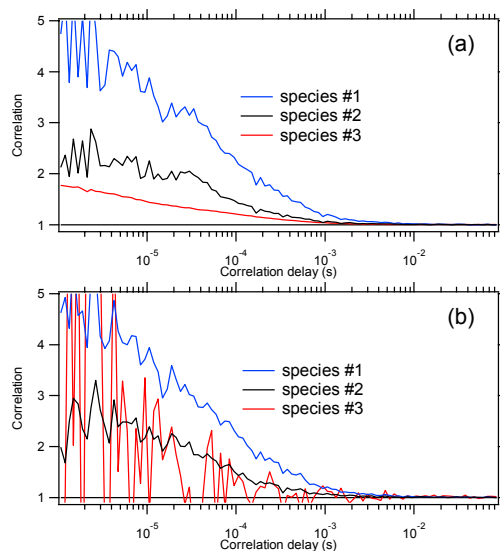 (a)
5
4
3
2
1
Correlation
species #1
species #2
species #3
10-5
10-4
10-3
10-2
Correlation delay (s)
(b)
5
4
3
2
1
Correlation
species #1
species #2
species #3
10-5
10-4
10-3
10-2
Correlation delay (s)